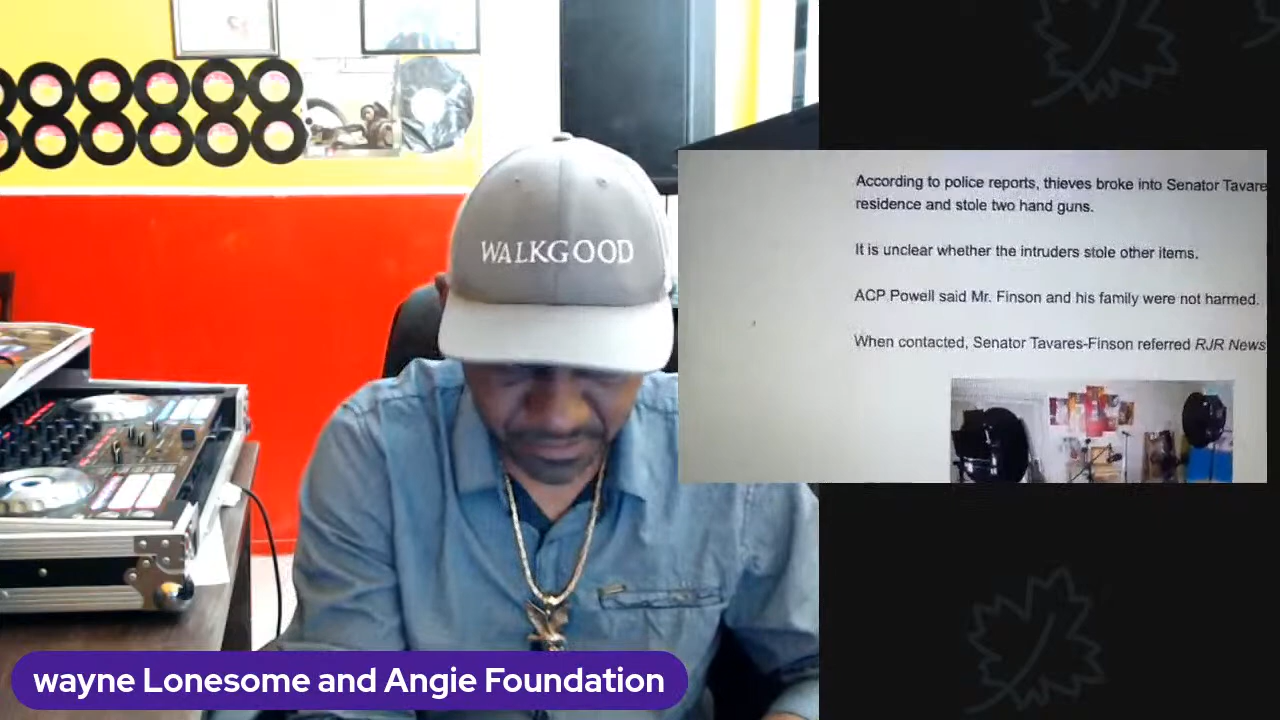 WALKGOOD
According to police reports, thieves broke into Senator Tavare
residence and stole two hand guns.
It is unclear whether the intruders stole other items.
ACP Powell said Mr. Finson and his family were not harmed.
When contacted, Senator Tavares-Finson referred RJR News
wayne Lonesome and Angie Foundation